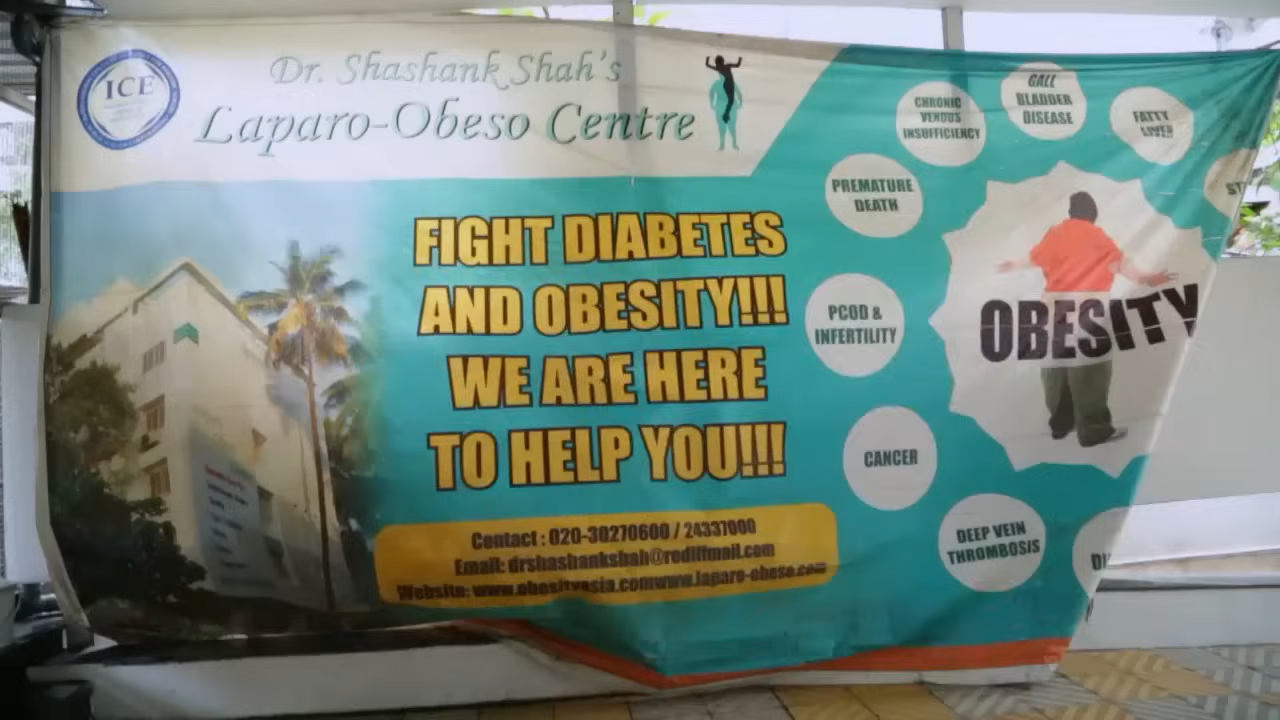 ICE
Dr. Shashank Shah's
Laparo-Obeso Centre
FIGHT DIABETES
AND OBESITY!!!
WE ARE HERE
TO HELP YOU!!!
Contact : 020-30270600 / 24337000
Email: drshashankshah@rediffmail.com
Website: www.obesityasia.comwww.laparo-obeso.com
CHRONIC
VENOUS
INSUFFICIENCY
GALL
BLADDER
DISEASE
FATTY
LIVER
PREMATURE
DEATH
PCOD &
INFERTILITY
OBESITY
CANCER
DEEP VEIN
THROMBOSIS